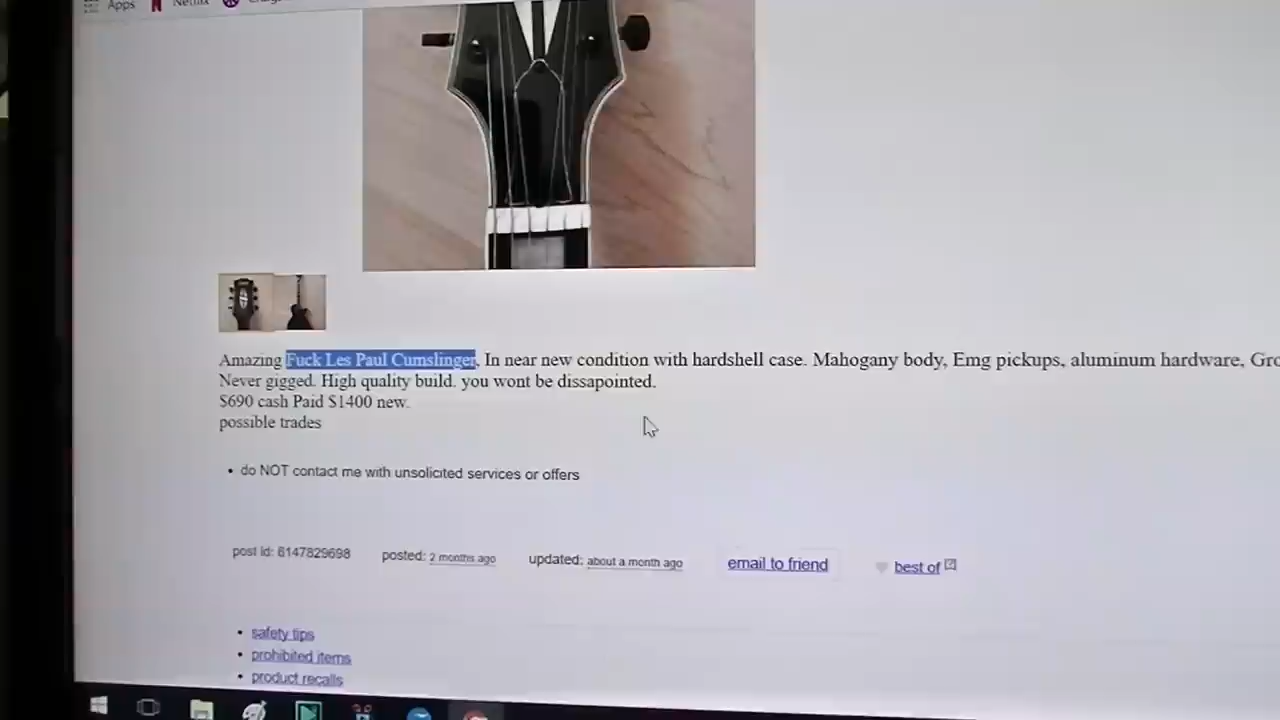 Apps Netflix
Amazing Fuck Les Paul Cumslinger, In near new condition with hardshell case. Mahogany body, Emg pickups, aluminum hardware, Gro
Never gigged. High quality build. you wont be dissapointed.
$690 cash Paid $1400 new.
possible trades
• do NOT contact me with unsolicited services or offers
post id: 6147829698 posted: 2 months ago updated: about a month ago email to friend best of
• safety tips
• prohibited items
• product recalls